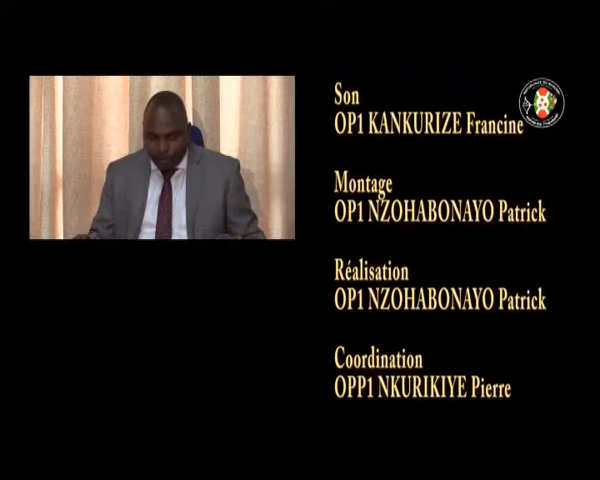 Son
OP1 KANKURIZE Francine
Montage
OP1 NZOHABONAYO Patrick
Réalisation
OP1 NZOHABONAYO Patrick
Coordination
OPP1 NKURIKIYE Pierre